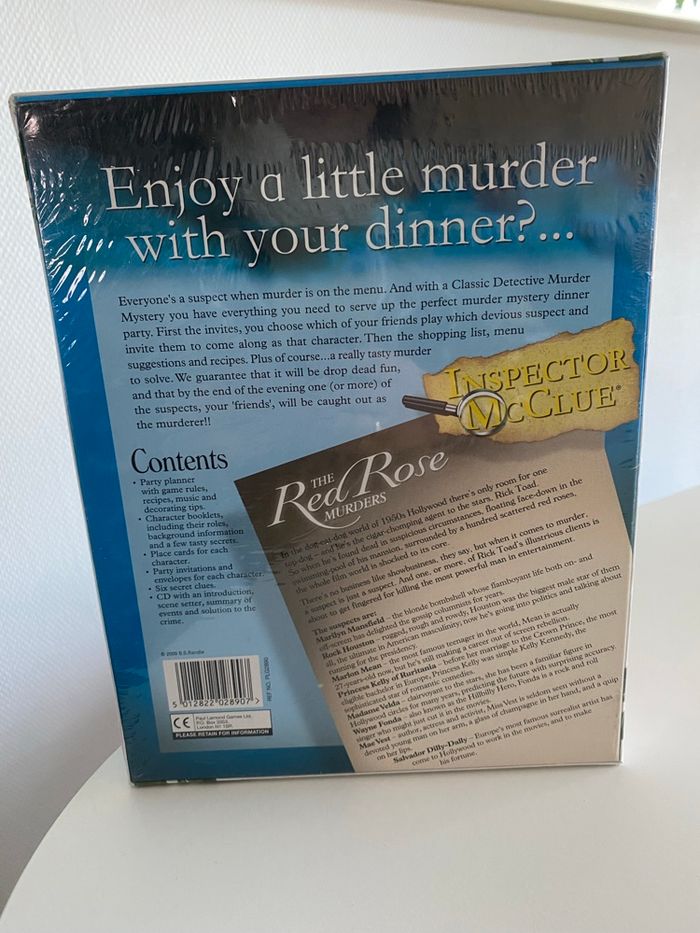 Enjoy a little murder
with your dinner?...
Everyone's a suspect when murder is on the menu. And with a Classic Detective Murder
Mystery you have everything you need to serve up the perfect murder mystery dinner
party. First the invites, you choose which of your friends play which devious suspect and
invite them to come along as that character. Then the shopping list, menu
suggestions and recipes. Plus of course...a really tasty murder
to solve. We guarantee that it will be drop dead fun,
and that by the end of the evening one (or more) of
the suspects, your 'friends', will be caught out as
the murderer!!
INSPECTOR
McCLUE®
Contents
• Party planner
with game rules,
recipes, music and
decorating tips.
• Character booklets,
including their roles,
background information
and a few tasty secrets.
• Place cards for each
character.
• Party invitations and
envelopes for each character.
• Six secret clues.
• CD with an introduction,
scene setter, summary of
events and solution to the
crime.
THE
Red Rose
MURDERS
In the dog-eat-dog world of 1950s Hollywood there's only room for one
top-dog – and he's the cigar-chomping agent to the stars, Rick Toad.
So when he's found dead in suspicious circumstances, floating face-down in the
swimming-pool of his mansion, surrounded by a hundred scattered red roses,
the whole film world is shocked to its core.
There's no business like showbusiness, they say, but when it comes to murder,
a suspect is just a suspect. And one, or more, of Rick Toad's illustrious clients is
about to get fingered for killing the most powerful man in entertainment.
The suspects are:
Marilyn Mansfield – the blonde bombshell whose flamboyant life both on- and
off-screen has delighted the gossip columnists for years.
Rock Houston – rugged, rough and rowdy, Houston was the biggest male star of them
all, the ultimate in American masculinity; now he's going into politics and talking about
running for the presidency.
Marlon Mean – the most famous teenager in the world, Mean is actually
27-years-old now, but he's still making a career out of screen rebellion.
Princess Kelly of Ruritania – before her marriage to the Crown Prince, the most
eligible bachelor in Europe, Princess Kelly was simple Kelly Kennedy, the
sophisticated star of romantic comedies.
Madame Velda – clairvoyant to the stars, she has been a familiar figure in
Hollywood circles for many years, predicting the future with surprising accuracy.
Wayne Fonda – also known as the Hillbilly Hero, Fonda is a rock and roll
singer who might just cut it in the movies.
Mae Vest – author, actress and activist, Miss Vest is seldom seen without a
devoted young man on her arms, a glass of champagne in her hand, and a quip
on her lips.
Salvador Dilly-Dally – Europe's most famous surrealist artist has
come to Hollywood to work in the movies, and to make
his fortune.
© 2009 B.S.Randle
5 012822 028907 >
REF NO. PLG2890
CE
Paul Lamond Games Ltd.
P.O. Box
London N1
PLEASE RETAIN FOR INFORMATION